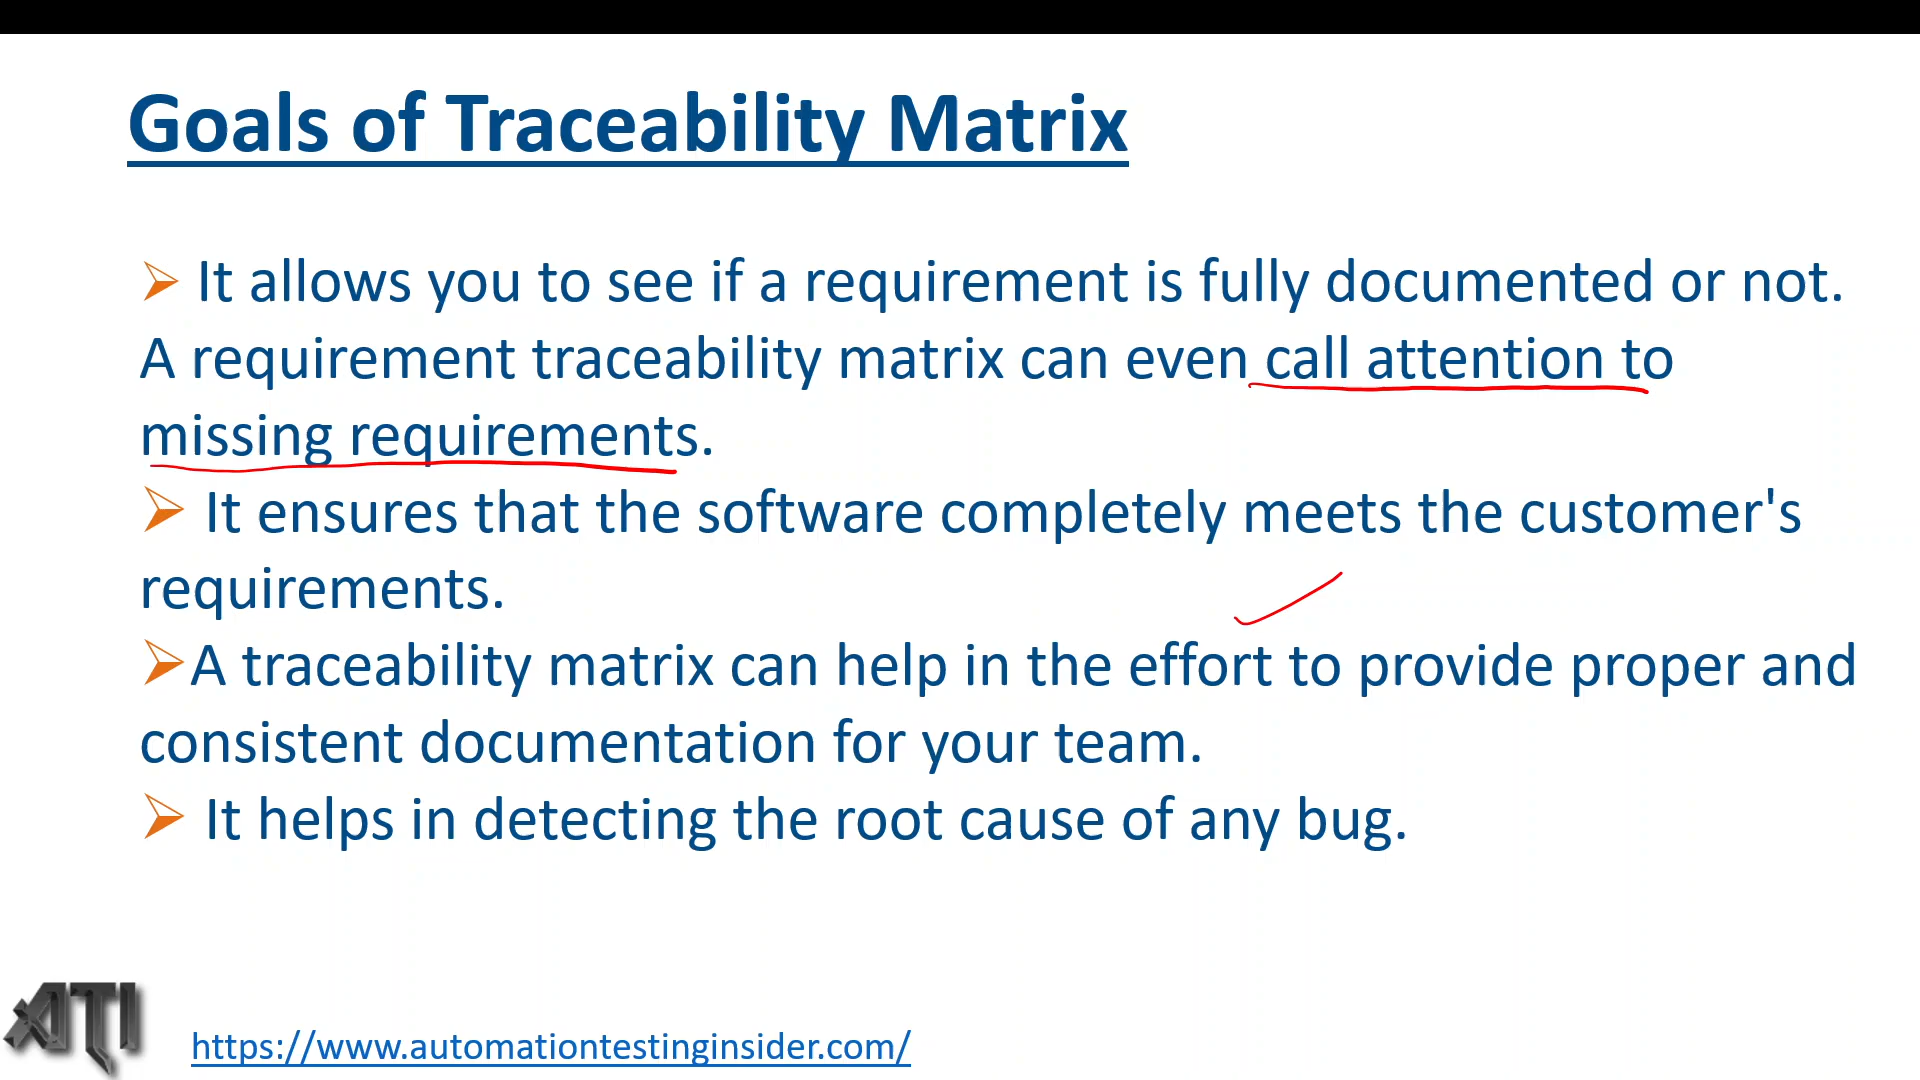 Goals of Traceability Matrix
It allows you to see if a requirement is fully documented or not.
A requirement traceability matrix can even call attention to
missing requirements.
It ensures that the software completely meets the customer's
requirements.
A traceability matrix can help in the effort to provide proper and
consistent documentation for your team.
It helps in detecting the root cause of any bug.
ATI
https://www.automationtestinginsider.com/